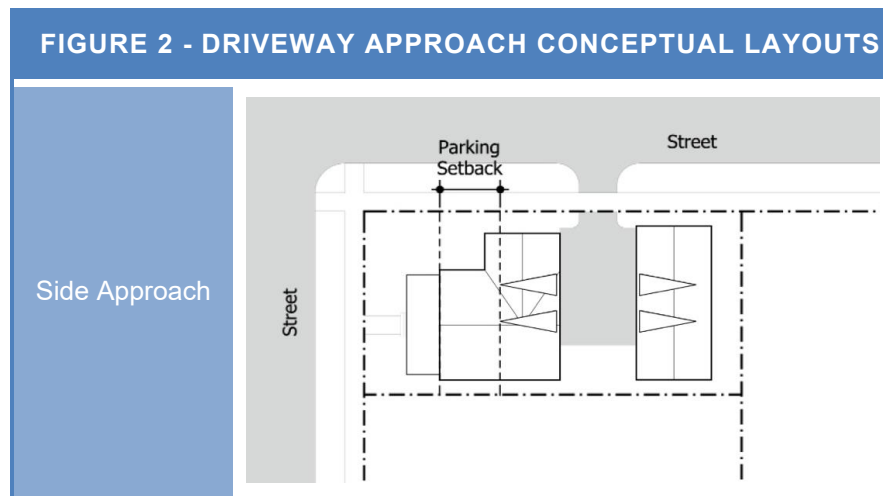 FIGURE 2 - DRIVEWAY APPROACH CONCEPTUAL LAYOUTS
Side Approach
Parking
Setback
Street
Street